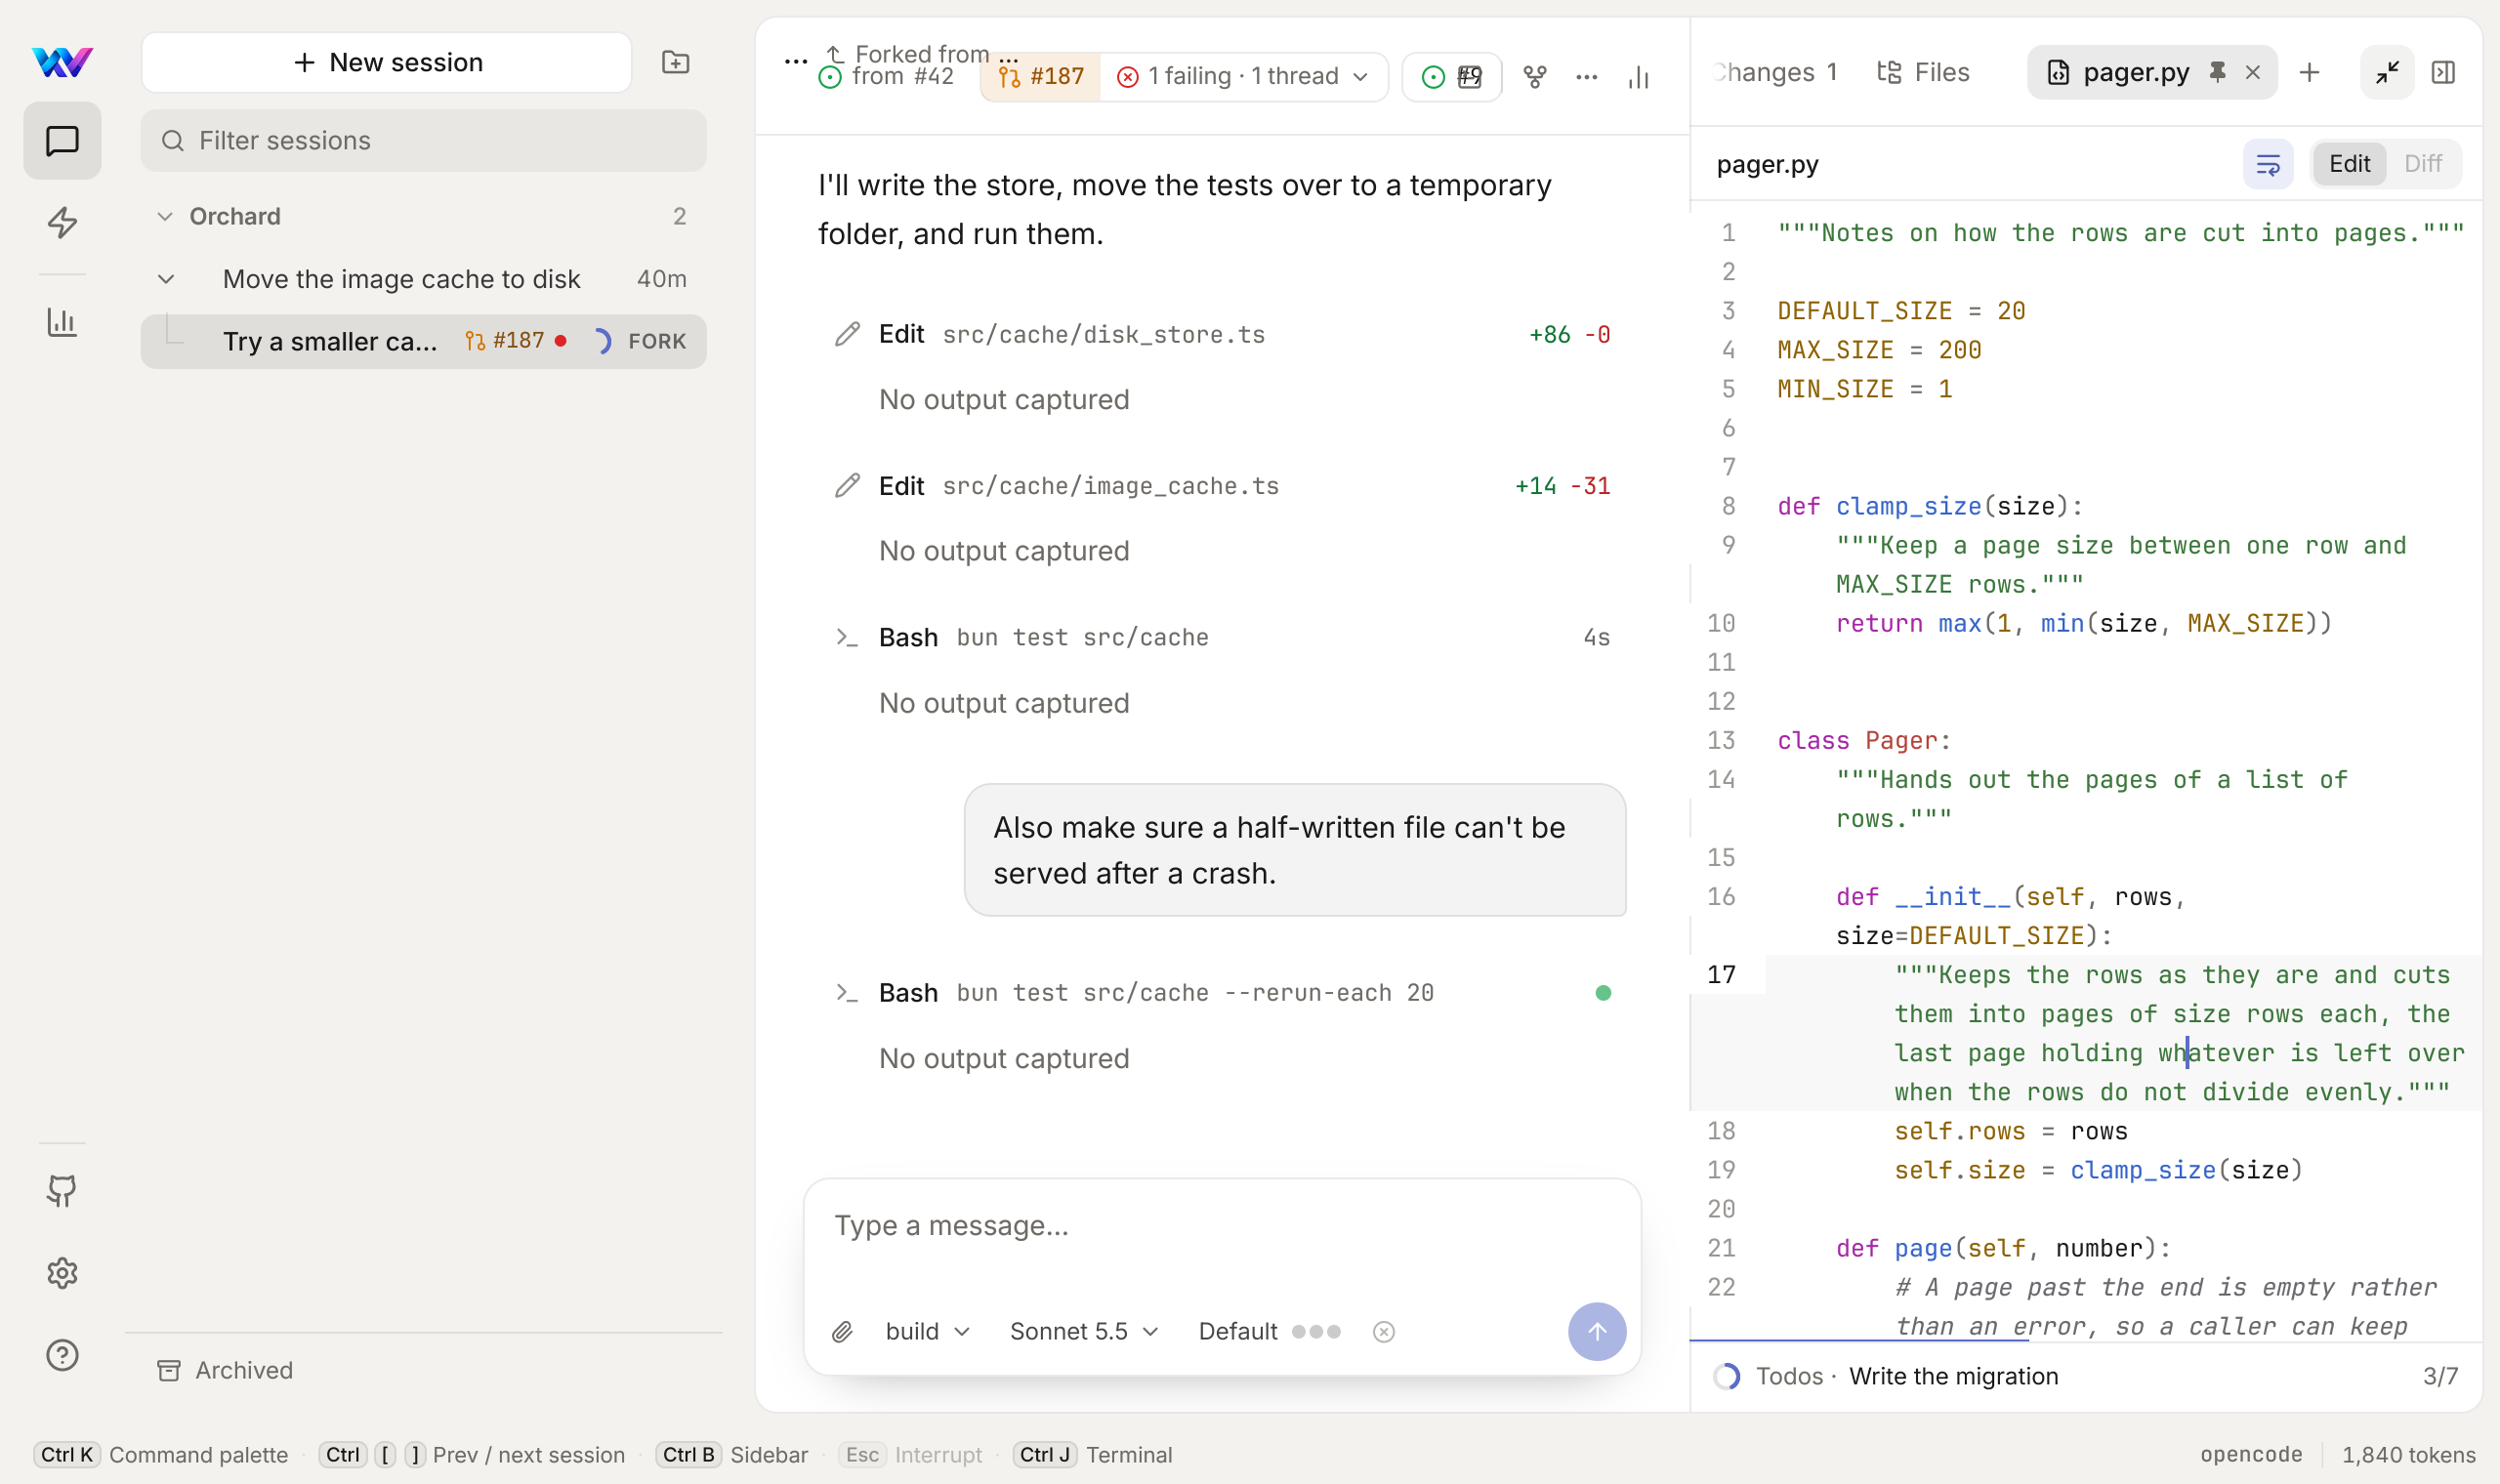 New session
Filter sessions
Orchard 2
Move the image cache to disk 40m
Try a smaller ca... #187 FORK
Archived
... Forked from ...
from #42 #187 1 failing · 1 thread #9
I'll write the store, move the tests over to a temporary
folder, and run them.
Edit src/cache/disk_store.ts +86 -0
No output captured
Edit src/cache/image_cache.ts +14 -31
No output captured
Bash bun test src/cache 4s
No output captured
Also make sure a half-written file can't be
served after a crash.
Bash bun test src/cache --rerun-each 20
No output captured
Type a message...
build Sonnet 5.5 Default
Changes 1 Files pager.py
pager.py Edit Diff
1 """Notes on how the rows are cut into pages."""
2
3 DEFAULT_SIZE = 20
4 MAX_SIZE = 200
5 MIN_SIZE = 1
6
7
8 def clamp_size(size):
9 """Keep a page size between one row and
MAX_SIZE rows."""
10 return max(1, min(size, MAX_SIZE))
11
12
13 class Pager:
14 """Hands out the pages of a list of
rows."""
15
16 def __init__(self, rows,
size=DEFAULT_SIZE):
17 """Keeps the rows as they are and cuts
them into pages of size rows each, the
last page holding whatever is left over
when the rows do not divide evenly."""
18 self.rows = rows
19 self.size = clamp_size(size)
20
21 def page(self, number):
22 # A page past the end is empty rather
than an error, so a caller can keep
Todos · Write the migration 3/7
Ctrl K Command palette · Ctrl [ ] Prev / next session · Ctrl B Sidebar · Esc Interrupt · Ctrl J Terminal
opencode 1,840 tokens